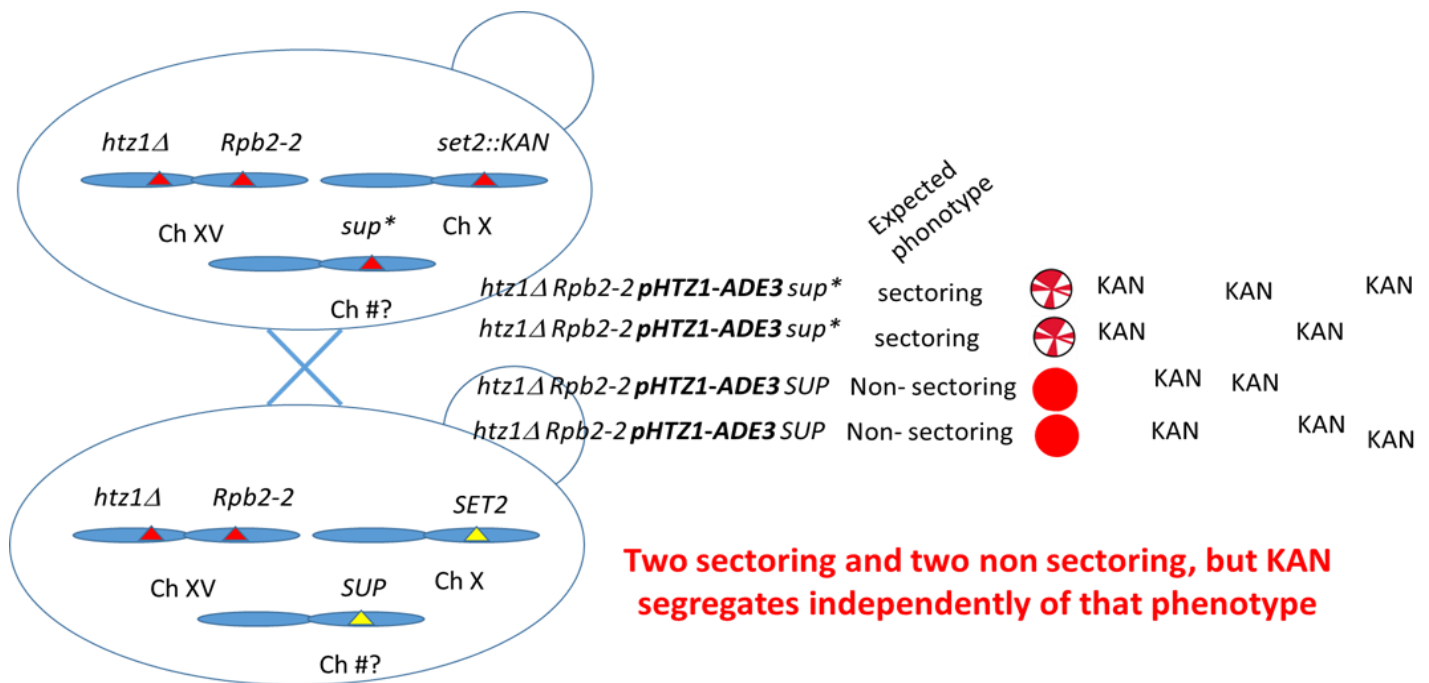 htz1Δ Rpb2-2 set2::KAN
Ch XV sup* Ch X
Ch #?
Expected
phonotype
htz1Δ Rpb2-2 pHTZ1-ADE3 sup* sectoring KAN KAN KAN
htz1Δ Rpb2-2 pHTZ1-ADE3 sup* sectoring KAN KAN
htz1Δ Rpb2-2 pHTZ1-ADE3 SUP Non- sectoring KAN KAN
htz1Δ Rpb2-2 pHTZ1-ADE3 SUP Non- sectoring KAN KAN KAN
htz1Δ Rpb2-2 SET2
Ch XV SUP Ch X
Ch #?
Two sectoring and two non sectoring, but KAN
segregates independently of that phenotype